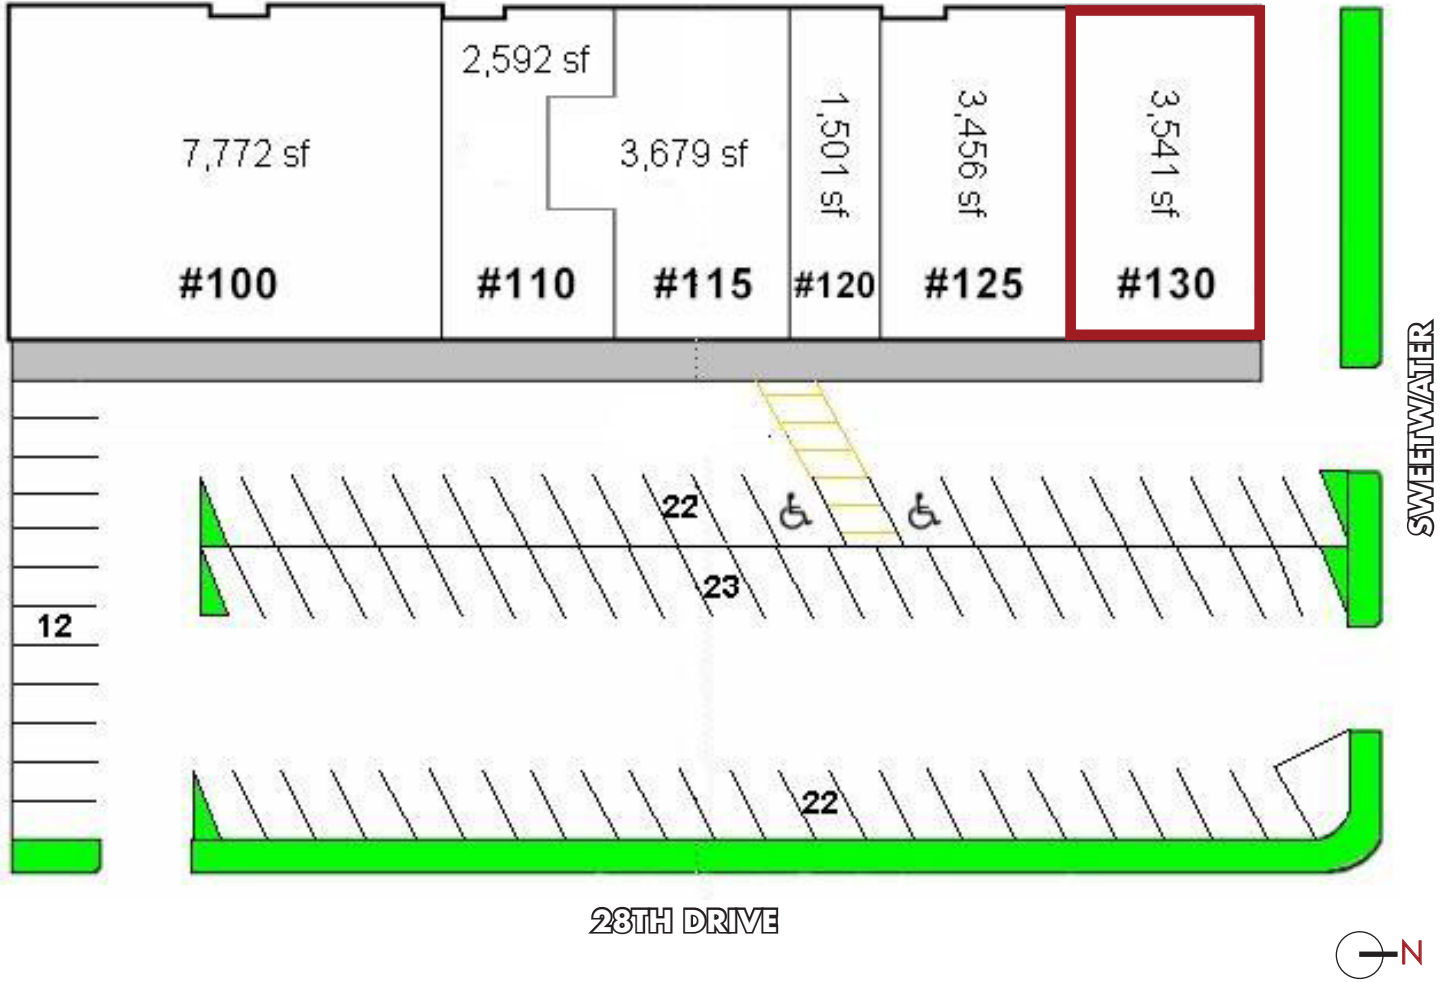 2,592 sf
7,772 sf
3,679 sf
1,501 sf
3,456 sf
3,541 sf
#100
#110
#115
#120
#125
#130
SWEETWATER
22
23
12
22
28TH DRIVE
N